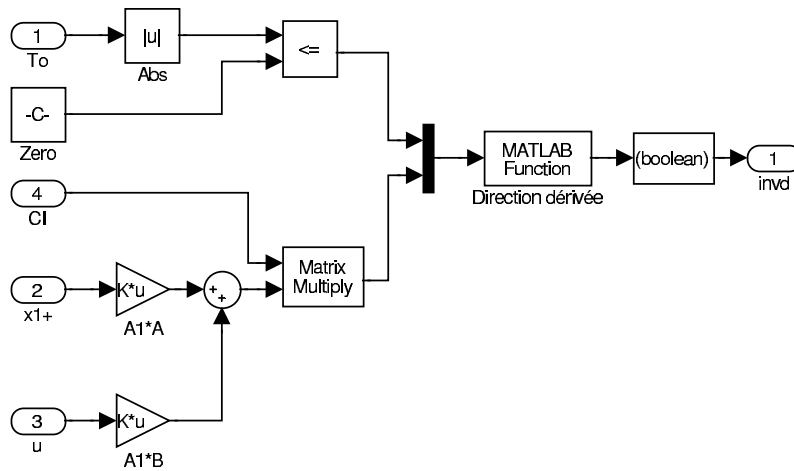 1
To
|u|
Abs
<=
-C-
Zero
MATLAB
Function
Direction dérivée
(boolean)
1
invd
4
CI
Matrix
Multiply
2
x1+
K*u
A1*A
+
+
3
u
K*u
A1*B